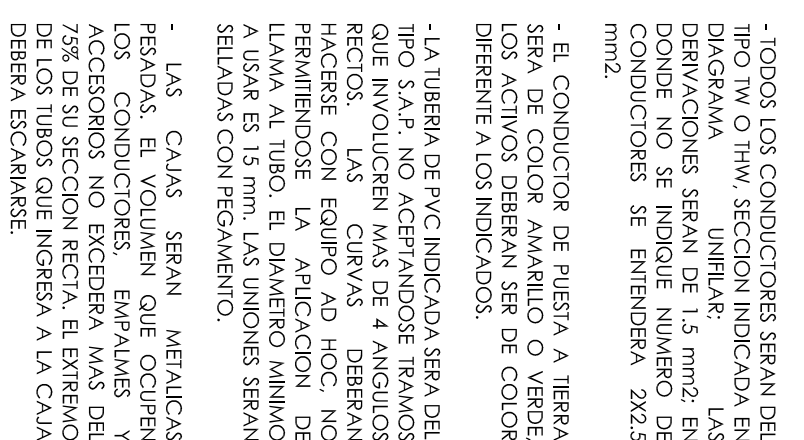 - TODOS LOS CONDUCTORES SERAN DEL
TIPO TW O THW, SECCION INDICADA EN
DIAGRAMA UNIFILAR; LAS
DERIVACIONES SERAN DE 1.5 mm2; EN
DONDE NO SE INDIQUE NUMERO DE
CONDUCTORES SE ENTENDERA 2X2.5
mm2.
- EL CONDUCTOR DE PUESTA A TIERRA
SERA DE COLOR AMARILLO O VERDE,
LOS ACTIVOS DEBERAN SER DE COLOR
DIFERENTE A LOS INDICADOS.
- LA TUBERIA DE PVC INDICADA SERA DEL
TIPO S.A.P. NO ACEPTANDOSE TRAMOS
QUE INVOLUCREN MAS DE 4 ANGULOS
RECTOS. LAS CURVAS DEBERAN
HACERSE CON EQUIPO AD HOC, NO
PERMITIENDOSE LA APLICACION DE
LLAMA AL TUBO. EL DIAMETRO MINIMO
A USAR ES 15 mm. LAS UNIONES SERAN
SELLADAS CON PEGAMENTO.
- LAS CAJAS SERAN METALICAS
PESADAS. EL VOLUMEN QUE OCUPEN
LOS CONDUCTORES, EMPALMES Y
ACCESORIOS NO EXCEDERA MAS DEL
75% DE SU SECCION RECTA. EL EXTREMO
DE LOS TUBOS QUE INGRESA A LA CAJA
DEBERA ESCARIARSE.